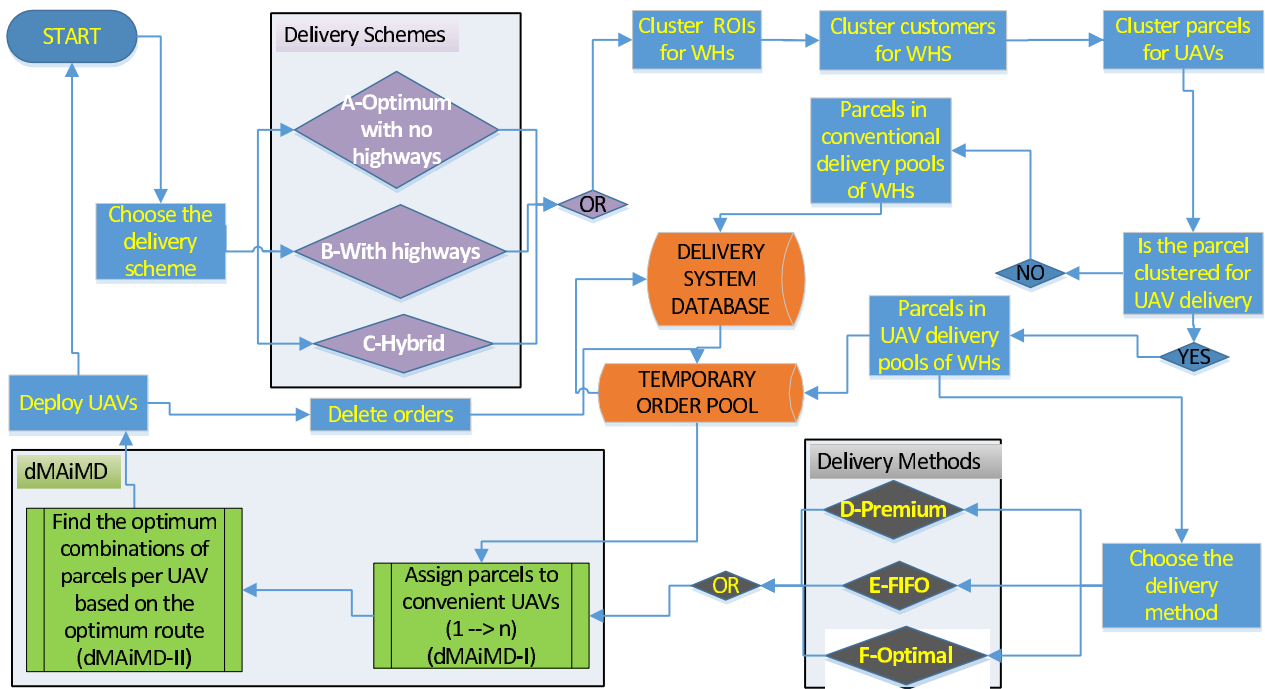 START
Delivery Schemes
A-Optimum
with no
highways
B-With highways
C-Hybrid
Choose the
delivery
scheme
OR
Cluster ROIs
for WHs
Cluster customers
for WHS
Cluster parcels
for UAVs
Parcels in
conventional
delivery pools
of WHs
DELIVERY
SYSTEM
DATABASE
NO
Is the parcel
clustered for
UAV delivery
YES
Parcels in
UAV delivery
pools of WHs
TEMPORARY
ORDER POOL
Deploy UAVs
Delete orders
dMAiMD
Find the optimum
combinations of
parcels per UAV
based on the
optimum route
(dMAiMD-II)
Assign parcels to
convenient UAVs
(1 --> n)
(dMAiMD-I)
OR
Delivery Methods
D-Premium
E-FIFO
F-Optimal
Choose the
delivery
method